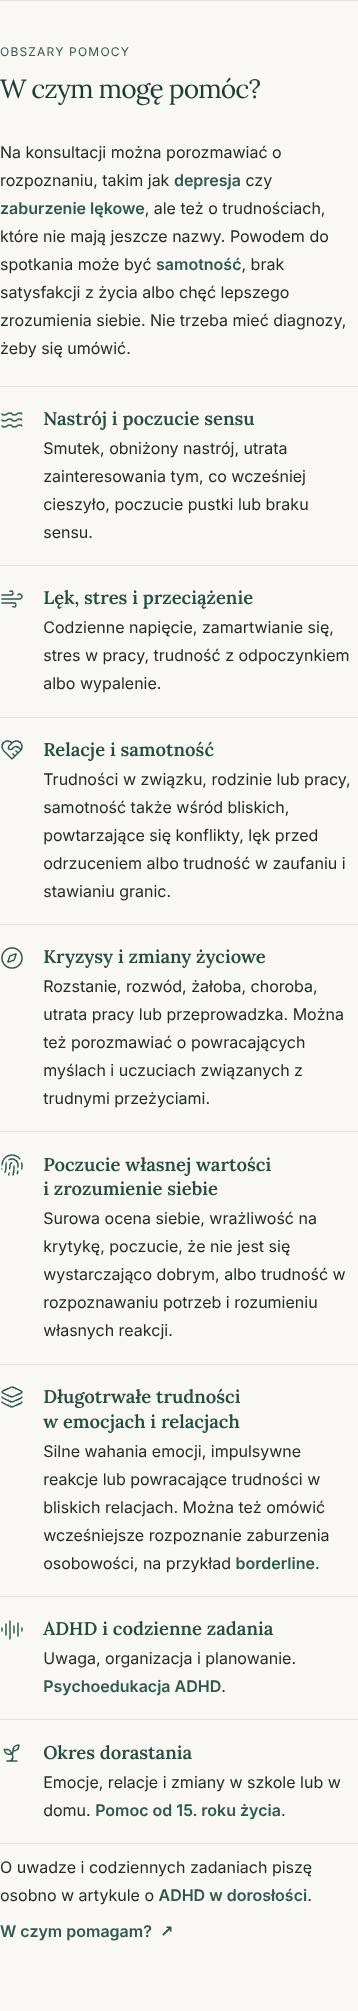 OBSZARY POMOCY
W czym mogę pomóc?
Na konsultacji można porozmawiać o
rozpoznaniu, takim jak depresja czy
zaburzenie lękowe, ale też o trudnościach,
które nie mają jeszcze nazwy. Powodem do
spotkania może być samotność, brak
satysfakcji z życia albo chęć lepszego
zrozumienia siebie. Nie trzeba mieć diagnozy,
żeby się umówić.
Nastrój i poczucie sensu
Smutek, obniżony nastrój, utrata
zainteresowania tym, co wcześniej
cieszyło, poczucie pustki lub braku
sensu.
Lęk, stres i przeciążenie
Codzienne napięcie, zamartwianie się,
stres w pracy, trudność z odpoczynkiem
albo wypalenie.
Relacje i samotność
Trudności w związku, rodzinie lub pracy,
samotność także wśród bliskich,
powtarzające się konflikty, lęk przed
odrzuceniem albo trudność w zaufaniu i
stawianiu granic.
Kryzysy i zmiany życiowe
Rozstanie, rozwód, żałoba, choroba,
utrata pracy lub przeprowadzka. Można
też porozmawiać o powracających
myślach i uczuciach związanych z
trudnymi przeżyciami.
Poczucie własnej wartości
i zrozumienie siebie
Surowa ocena siebie, wrażliwość na
krytykę, poczucie, że nie jest się
wystarczająco dobrym, albo trudność w
rozpoznawaniu potrzeb i rozumieniu
własnych reakcji.
Długotrwałe trudności
w emocjach i relacjach
Silne wahania emocji, impulsywne
reakcje lub powracające trudności w
bliskich relacjach. Można też omówić
wcześniejsze rozpoznanie zaburzenia
osobowości, na przykład borderline.
ADHD i codzienne zadania
Uwaga, organizacja i planowanie.
Psychoedukacja ADHD.
Okres dorastania
Emocje, relacje i zmiany w szkole lub w
domu. Pomoc od 15. roku życia.
O uwadze i codziennych zadaniach piszę
osobno w artykule o ADHD w dorosłości.
W czym pomagam? ↗